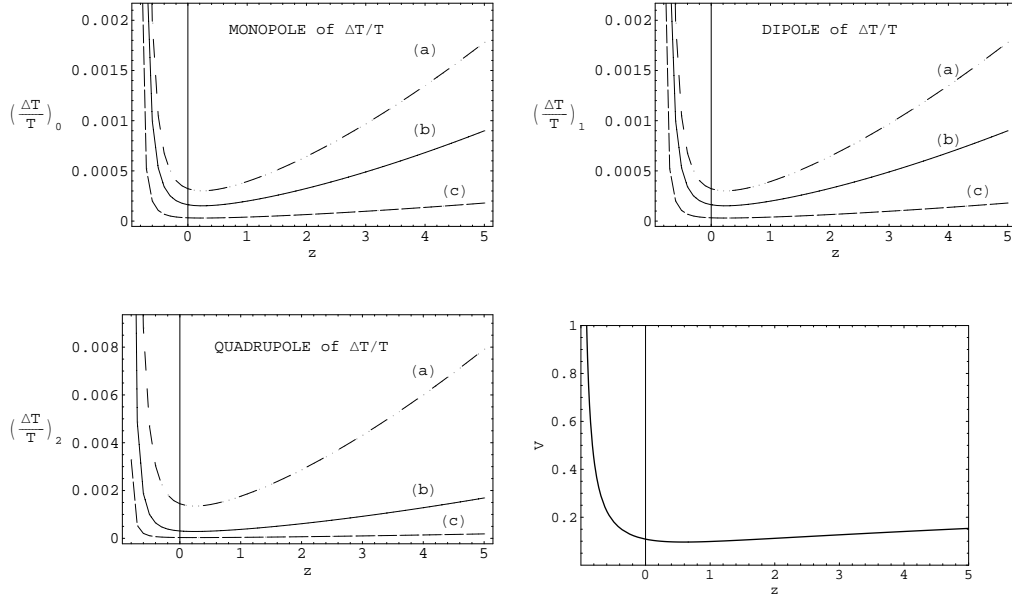 MONOPOLE of ΔT/T
(ΔT/T)₀
0.002
0.0015
0.001
0.0005
0
(a)
(b)
(c)
0 1 2 3 4 5
z
DIPOLE of ΔT/T
(ΔT/T)₁
0.002
0.0015
0.001
0.0005
0
(a)
(b)
(c)
0 1 2 3 4 5
z
QUADRUPOLE of ΔT/T
(ΔT/T)₂
0.008
0.006
0.004
0.002
0
(a)
(b)
(c)
0 1 2 3 4 5
z
1
0.8
0.6
0.4
0.2
V
0 1 2 3 4 5
z